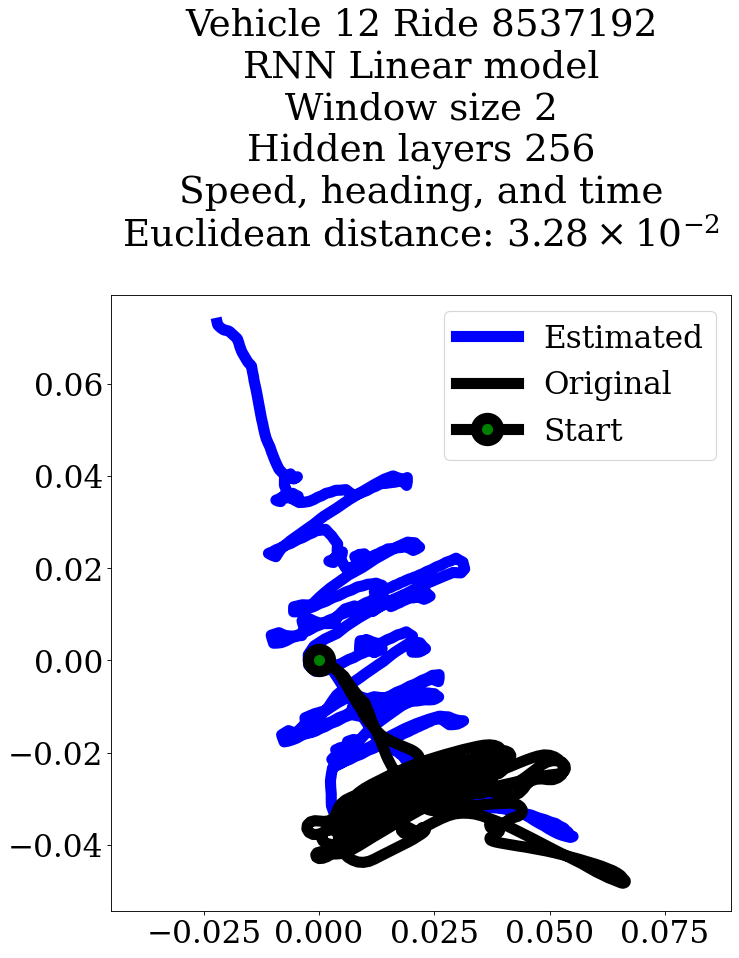 Vehicle 12 Ride 8537192
RNN Linear model
Window size 2
Hidden layers 256
Speed, heading, and time
Euclidean distance: 3.28 × 10⁻²
Estimated
Original
Start
0.06
0.04
0.02
0.00
−0.02
−0.04
−0.025 0.000 0.025 0.050 0.075